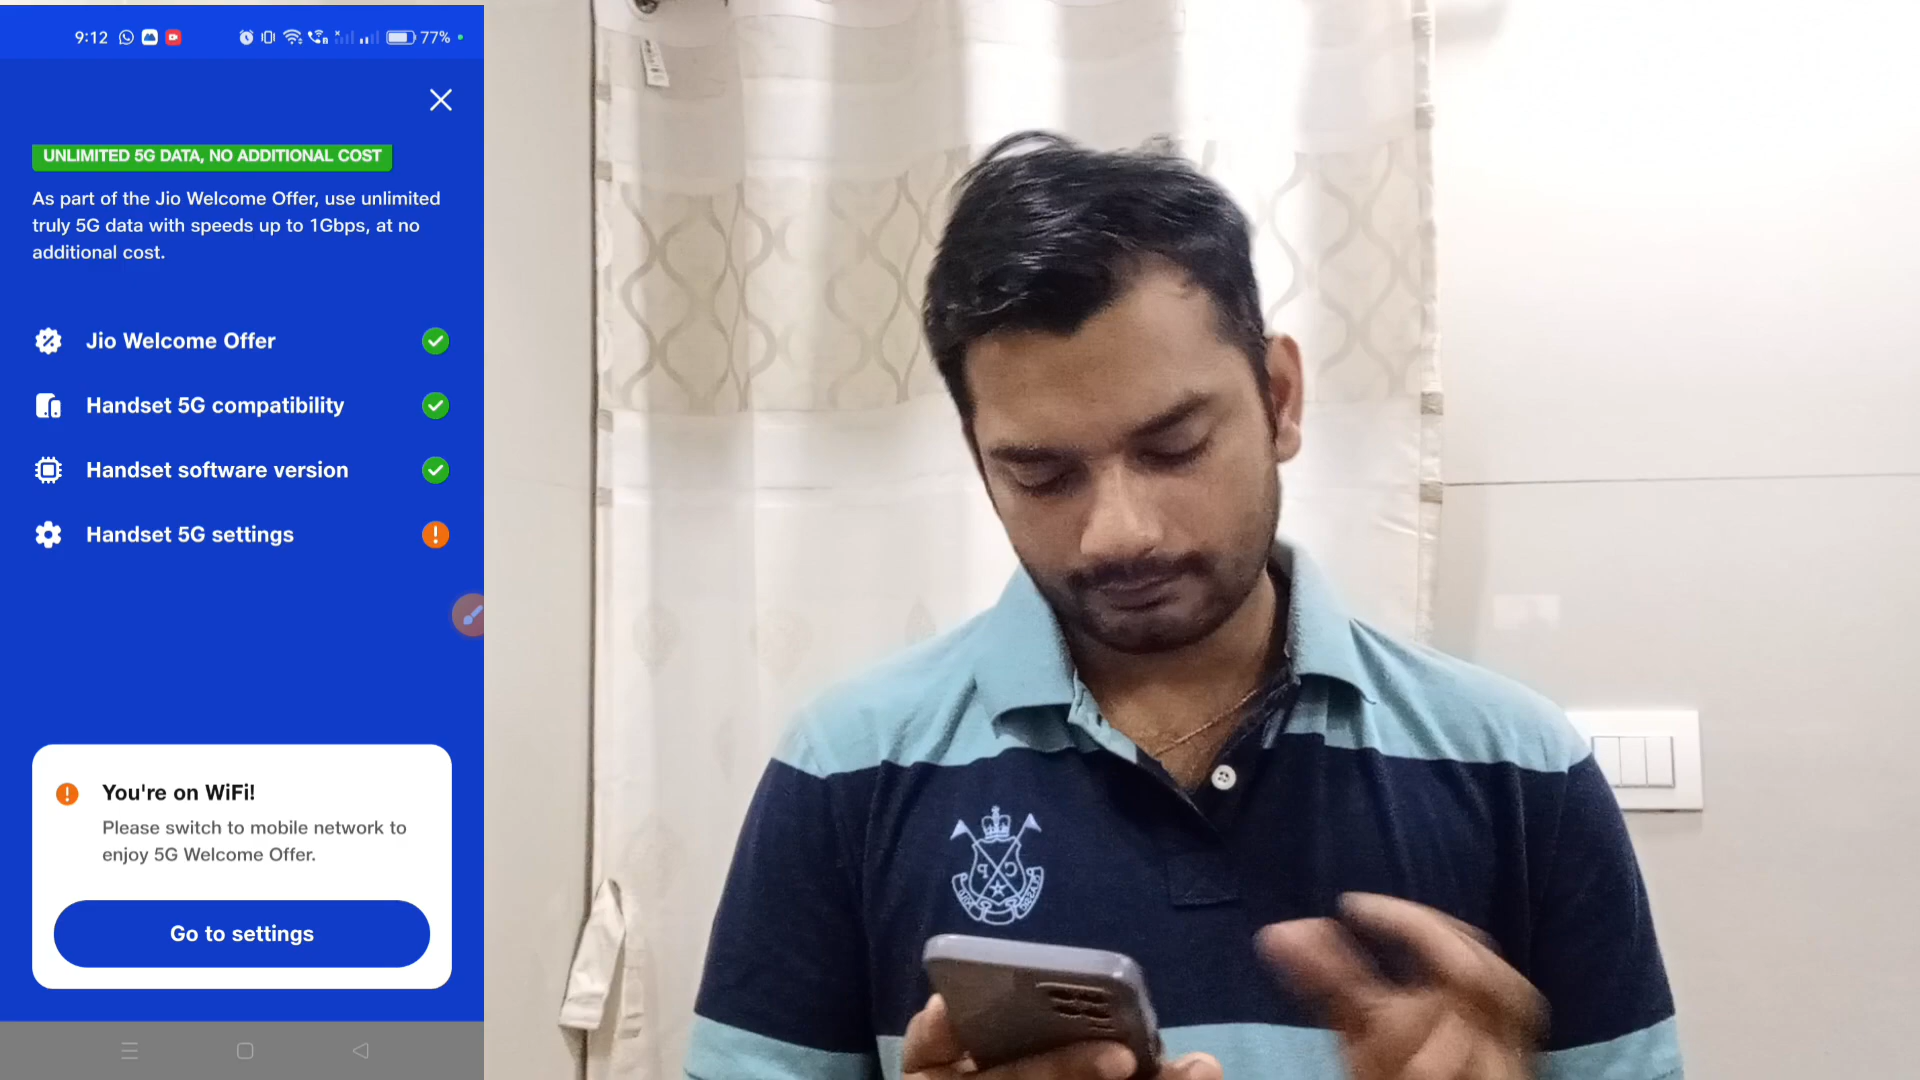 9:12
77%
UNLIMITED 5G DATA, NO ADDITIONAL COST
As part of the Jio Welcome Offer, use unlimited
truly 5G data with speeds up to 1Gbps, at no
additional cost.
Jio Welcome Offer
Handset 5G compatibility
Handset software version
Handset 5G settings
You're on WiFi!
Please switch to mobile network to
enjoy 5G Welcome Offer.
Go to settings